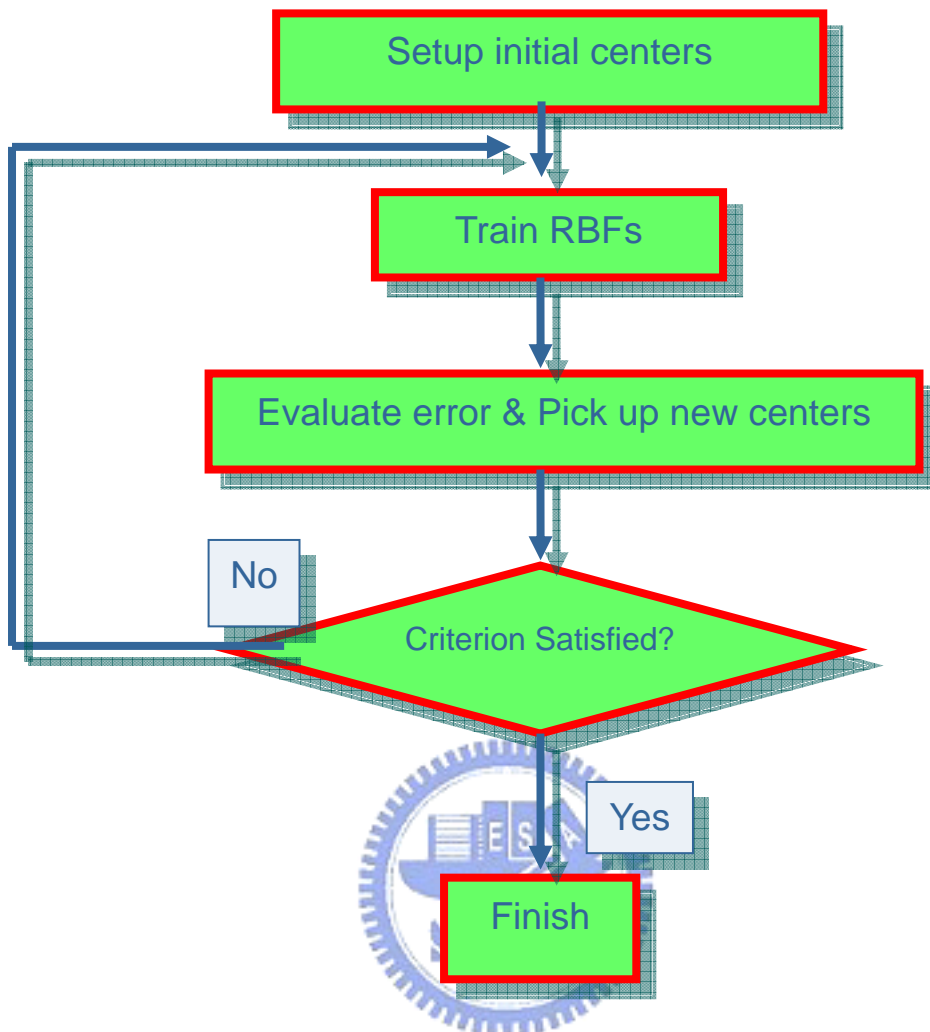 Setup initial centers
Train RBFs
Evaluate error & Pick up new centers
No
Criterion Satisfied?
Yes
E S
Finish